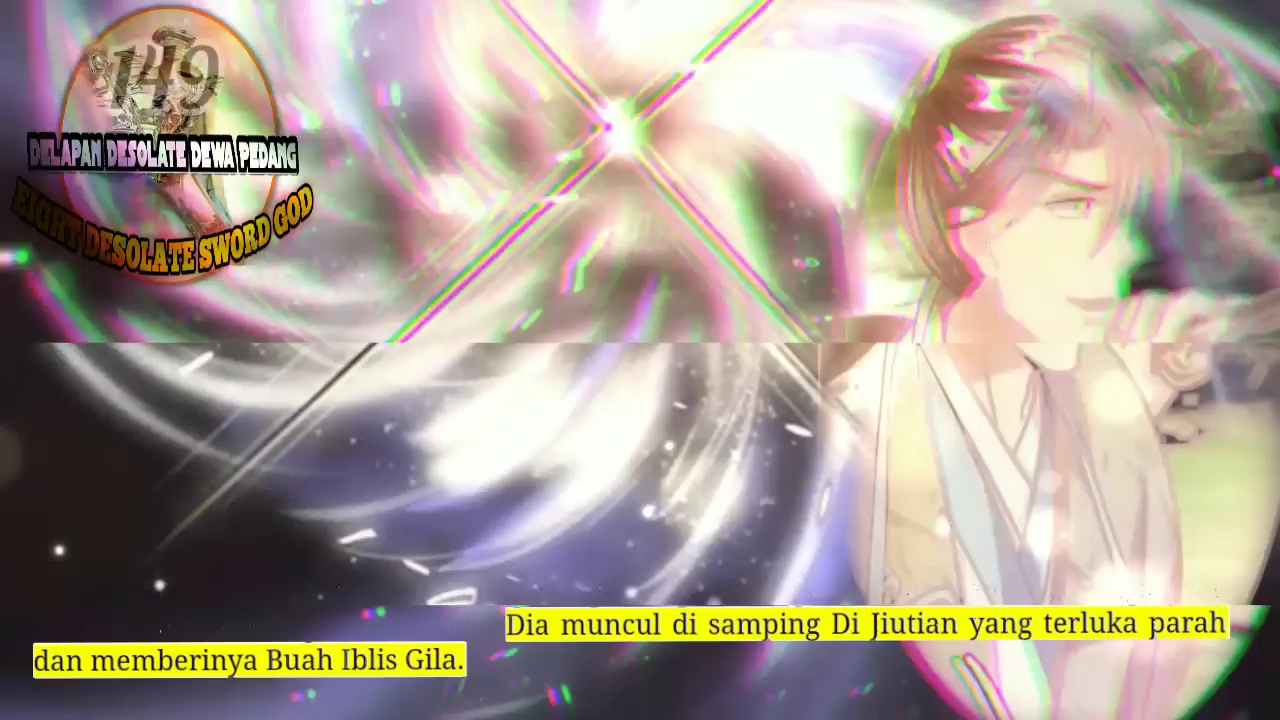 149
DELAPAN DESOLATE DEWA PEDANG
EIGHT DESOLATE SWORD GOD
Dia muncul di samping Di Jiutian yang terluka parah
dan memberinya Buah Iblis Gila.